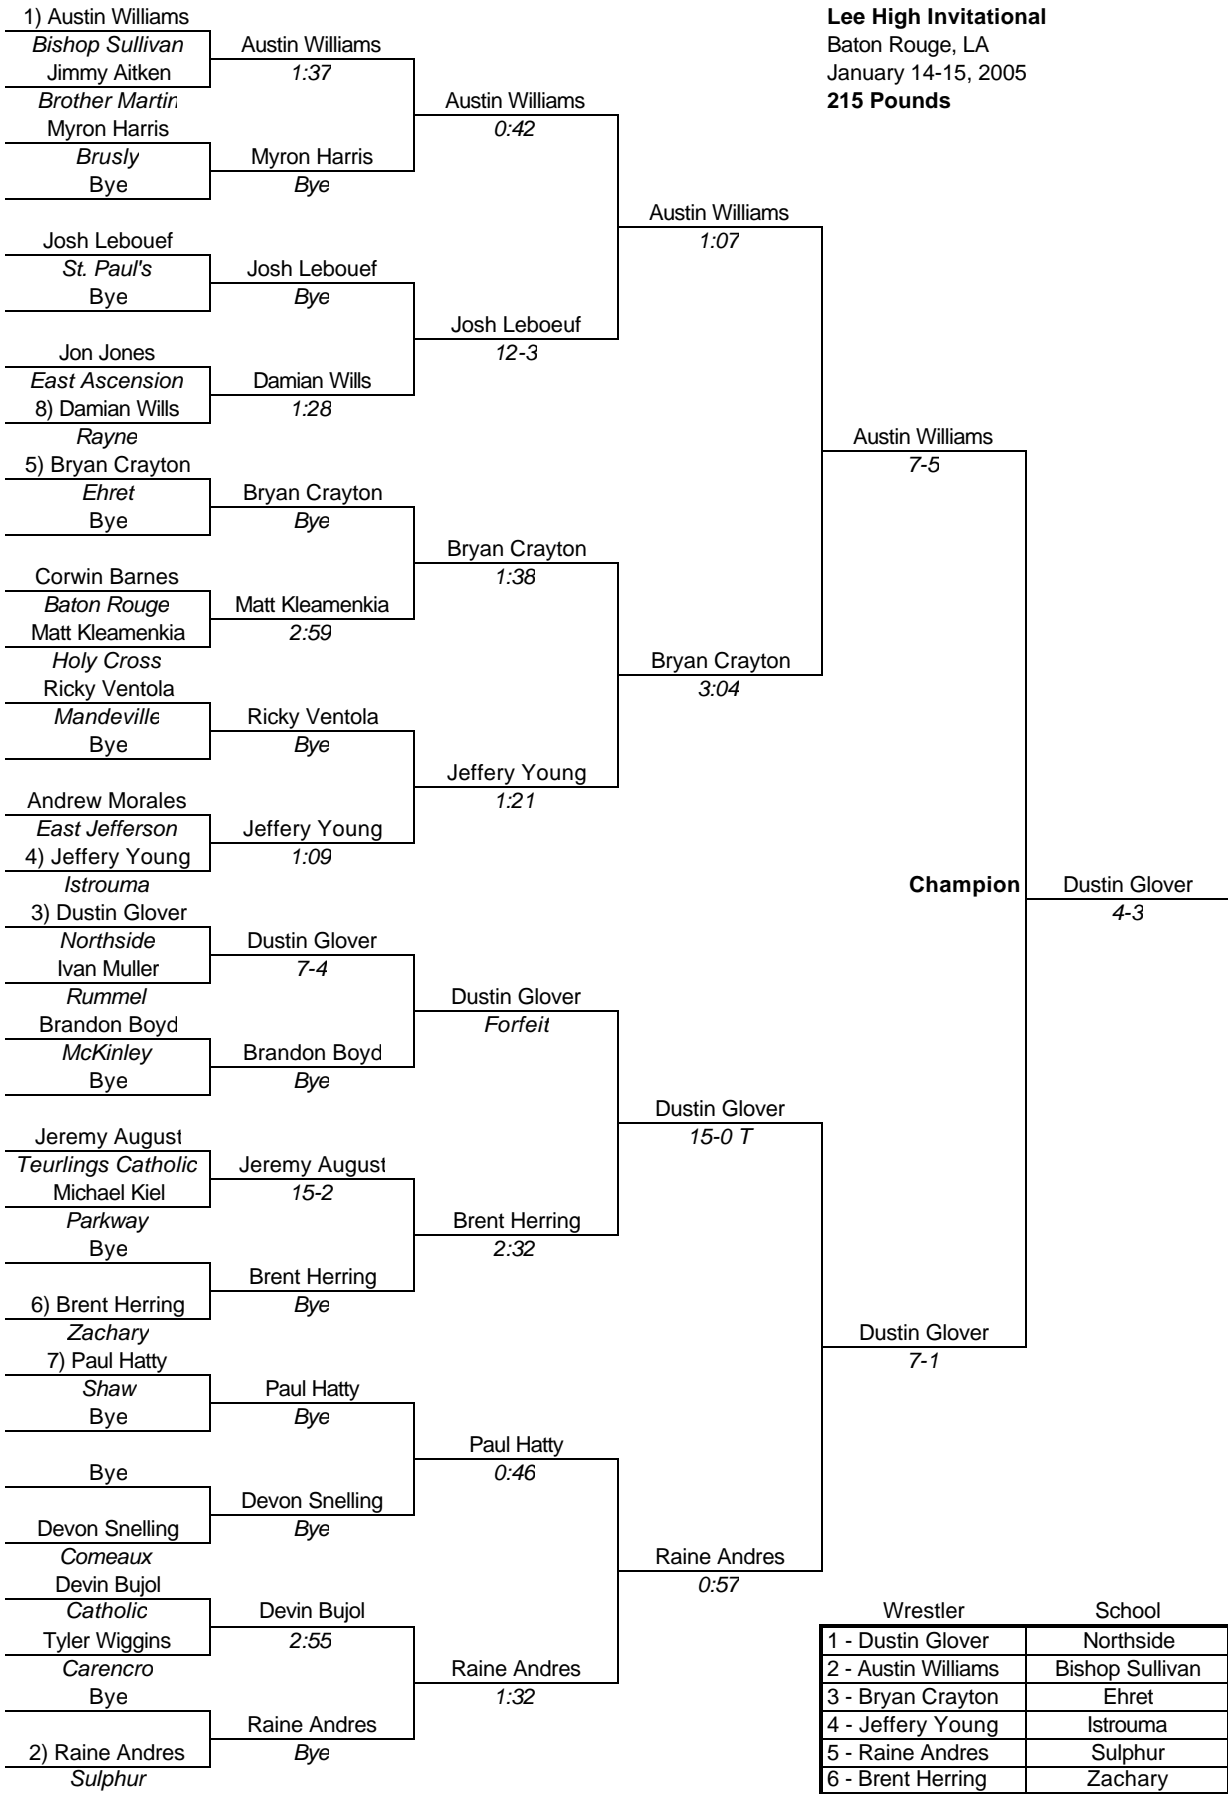 Lee High Invitational
Baton Rouge, LA
January 14-15, 2005
215 Pounds
1) Austin Williams
Bishop Sullivan
Jimmy Aitken
Brother Martin
Myron Harris
Brusly
Bye
Josh Lebouef
St. Paul's
Bye
Jon Jones
East Ascension
8) Damian Wills
Rayne
5) Bryan Crayton
Ehret
Bye
Corwin Barnes
Baton Rouge
Matt Kleamenkia
Holy Cross
Ricky Ventola
Mandeville
Bye
Andrew Morales
East Jefferson
4) Jeffery Young
Istrouma
3) Dustin Glover
Northside
Ivan Muller
Rummel
Brandon Boyd
McKinley
Bye
Jeremy August
Teurlings Catholic
Michael Kiel
Parkway
Bye
6) Brent Herring
Zachary
7) Paul Hatty
Shaw
Bye
Bye
Devon Snelling
Comeaux
Devin Bujol
Catholic
Tyler Wiggins
Carencro
Bye
2) Raine Andres
Sulphur
Austin Williams
1:37
Myron Harris
Bye
Josh Lebouef
Bye
Damian Wills
1:28
Bryan Crayton
Bye
Matt Kleamenkia
2:59
Ricky Ventola
Bye
Jeffery Young
1:09
Dustin Glover
7-4
Brandon Boyd
Bye
Jeremy August
15-2
Brent Herring
Bye
Paul Hatty
Bye
Devon Snelling
Bye
Devin Bujol
2:55
Raine Andres
Bye
Austin Williams
0:42
Josh Leboeuf
12-3
Bryan Crayton
1:38
Jeffery Young
1:21
Dustin Glover
Forfeit
Brent Herring
2:32
Paul Hatty
0:46
Raine Andres
1:32
Austin Williams
1:07
Bryan Crayton
3:04
Dustin Glover
15-0 T
Raine Andres
0:57
Austin Williams
7-5
Dustin Glover
7-1
Champion
Dustin Glover
4-3
Wrestler School
1 - Dustin Glover Northside
2 - Austin Williams Bishop Sullivan
3 - Bryan Crayton Ehret
4 - Jeffery Young Istrouma
5 - Raine Andres Sulphur
6 - Brent Herring Zachary